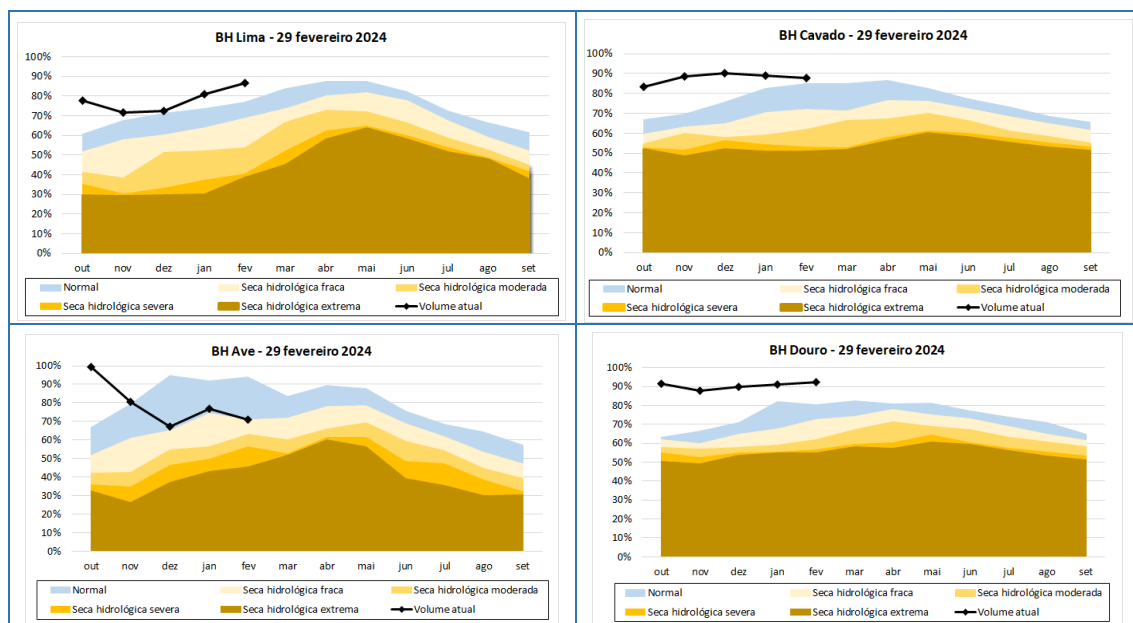 BH Lima - 29 fevereiro 2024
100%
90%
80%
70%
60%
50%
40%
30%
20%
10%
0%
out nov dez jan fev mar abr mai jun jul ago set
Normal Seca hidrológica fraca Seca hidrológica moderada
Seca hidrológica severa Seca hidrológica extrema Volume atual
BH Cavado - 29 fevereiro 2024
100%
90%
80%
70%
60%
50%
40%
30%
20%
10%
0%
out nov dez jan fev mar abr mai jun jul ago set
Normal Seca hidrológica fraca Seca hidrológica moderada
Seca hidrológica severa Seca hidrológica extrema Volume atual
BH Ave - 29 fevereiro 2024
100%
90%
80%
70%
60%
50%
40%
30%
20%
10%
0%
out nov dez jan fev mar abr mai jun jul ago set
Normal Seca hidrológica fraca Seca hidrológica moderada
Seca hidrológica severa Seca hidrológica extrema Volume atual
BH Douro - 29 fevereiro 2024
100%
90%
80%
70%
60%
50%
40%
30%
20%
10%
0%
out nov dez jan fev mar abr mai jun jul ago set
Normal Seca hidrológica fraca Seca hidrológica moderada
Seca hidrológica severa Seca hidrológica extrema Volume atual